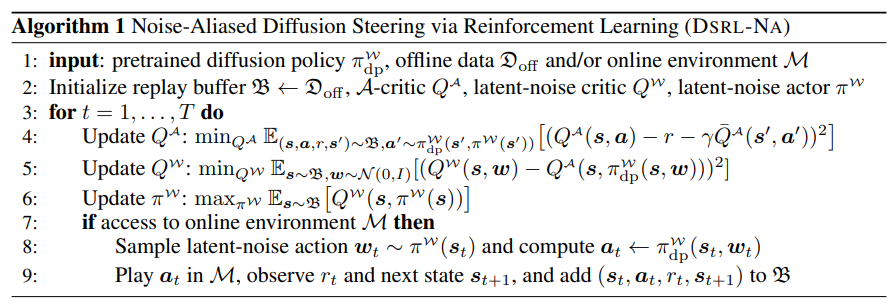 Algorithm 1 Noise-Aliased Diffusion Steering via Reinforcement Learning (DSRL-NA)
1: input: pretrained diffusion policy π_dp^𝒲, offline data 𝔇_off and/or online environment ℳ
2: Initialize replay buffer 𝔅 ← 𝔇_off, 𝒜-critic Q^𝒜, latent-noise critic Q^𝒲, latent-noise actor π^𝒲
3: for t = 1, . . . , T do
4: Update Q^𝒜: min_{Q^𝒜} 𝔼_{(s,a,r,s′)∼𝔅,a′∼π_dp^𝒲(s′,π^𝒲(s′))}[(Q^𝒜(s, a) − r − γQ̄^𝒜(s′, a′))²]
5: Update Q^𝒲: min_{Q^𝒲} 𝔼_{s∼𝔅,w∼𝒩(0,I)}[(Q^𝒲(s, w) − Q^𝒜(s, π_dp^𝒲(s, w)))²]
6: Update π^𝒲: max_{π^𝒲} 𝔼_{s∼𝔅}[Q^𝒲(s, π^𝒲(s))]
7: if access to online environment ℳ then
8: Sample latent-noise action w_t ∼ π^𝒲(s_t) and compute a_t ← π_dp^𝒲(s_t, w_t)
9: Play a_t in ℳ, observe r_t and next state s_{t+1}, and add (s_t, a_t, r_t, s_{t+1}) to 𝔅